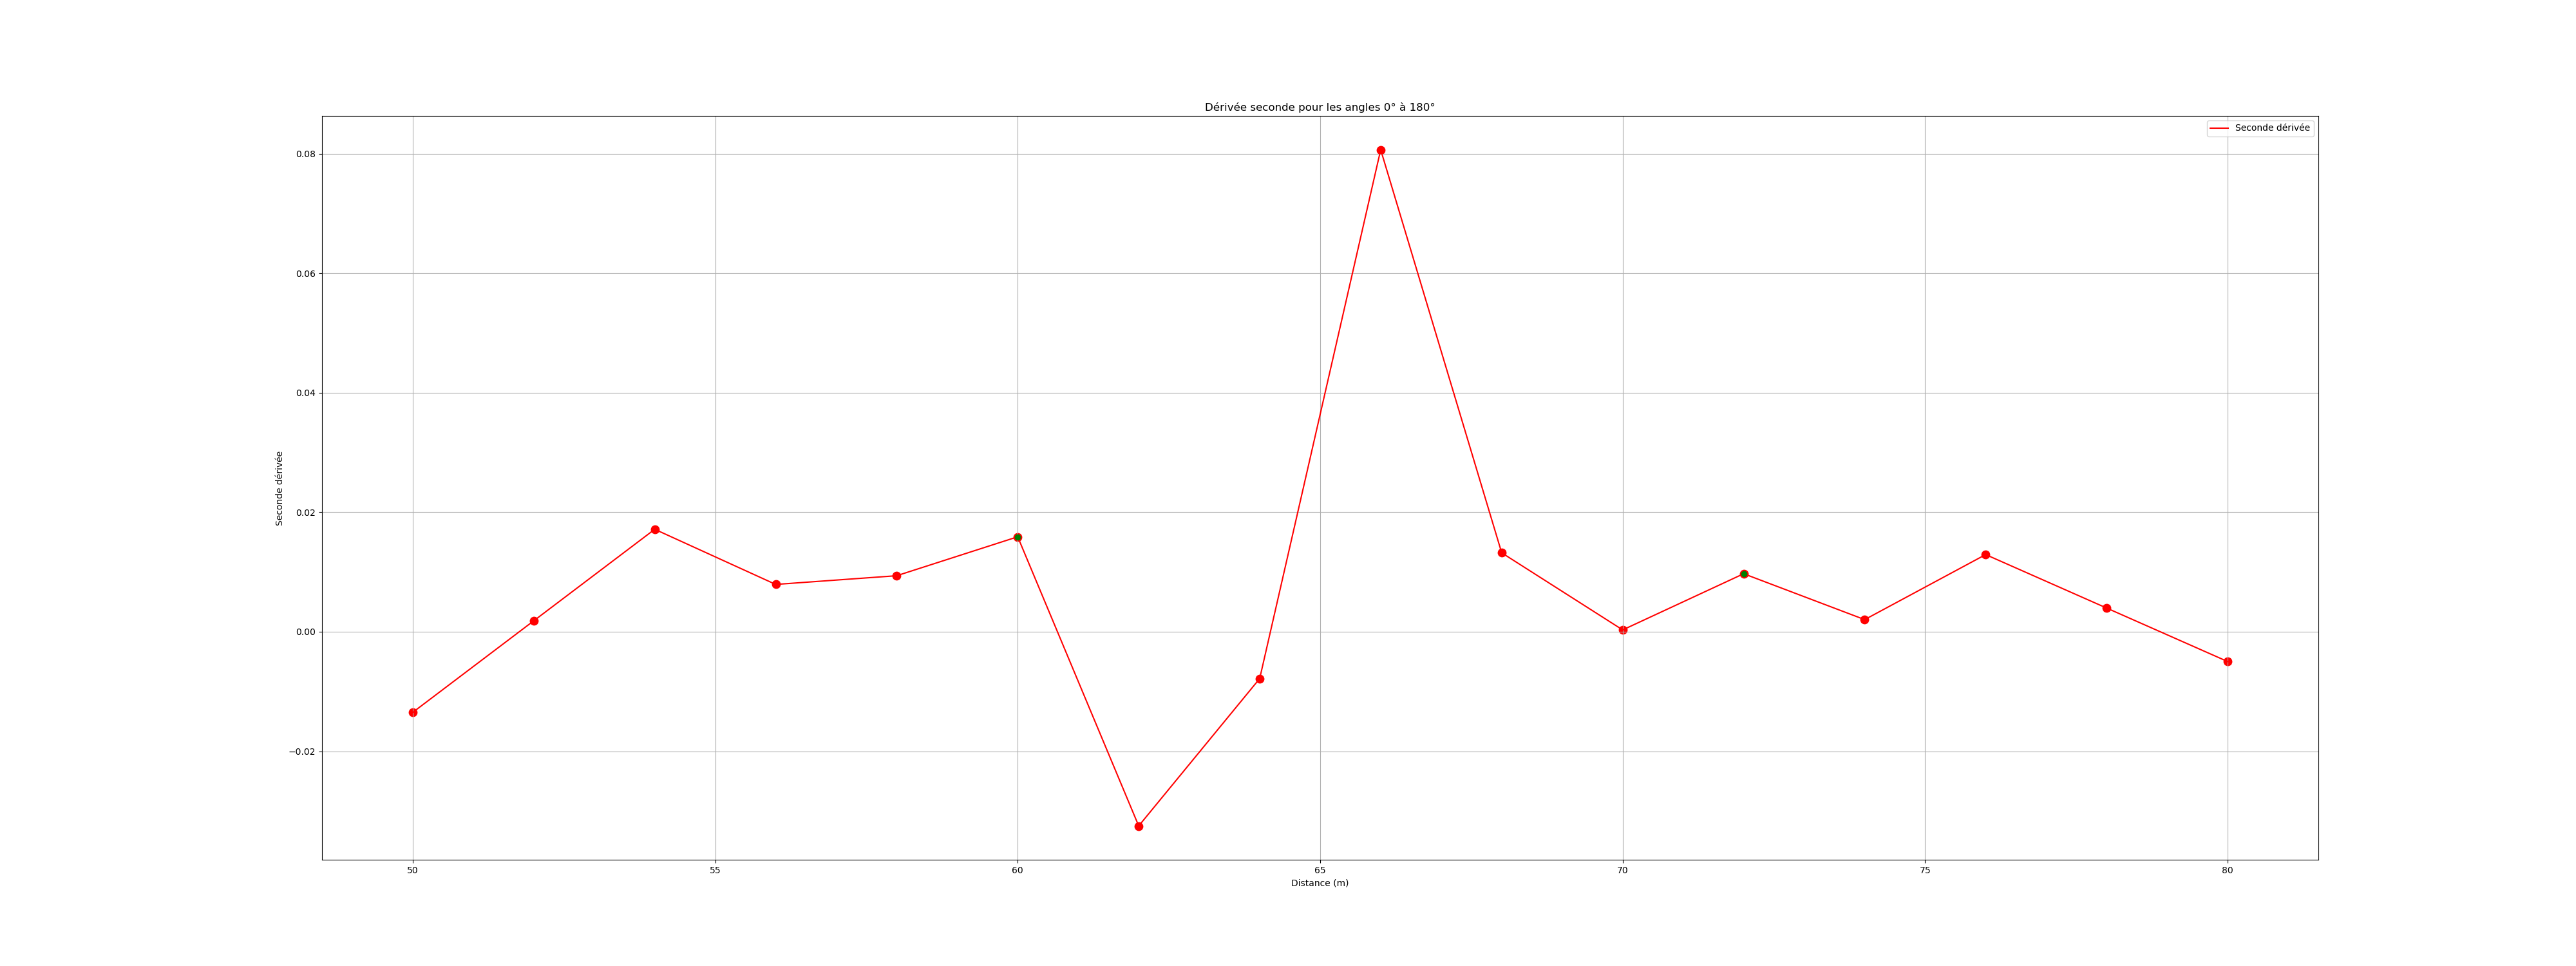 Dérivée seconde pour les angles 0° à 180°
Seconde dérivée
0.08
0.06
0.04
0.02
0.00
−0.02
Seconde dérivée
50 55 60 65 70 75 80
Distance (m)